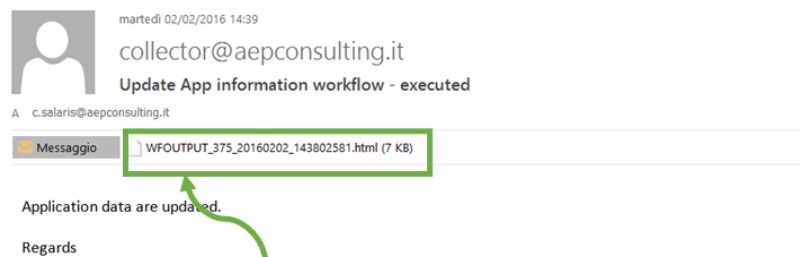 martedì 02/02/2016 14:39
collector@aepconsulting.it
Update App information workflow - executed
A c.salaris@aepconsulting.it
Messaggio WFOUTPUT_375_20160202_143802581.html (7 KB)
Application data are updated.
Regards